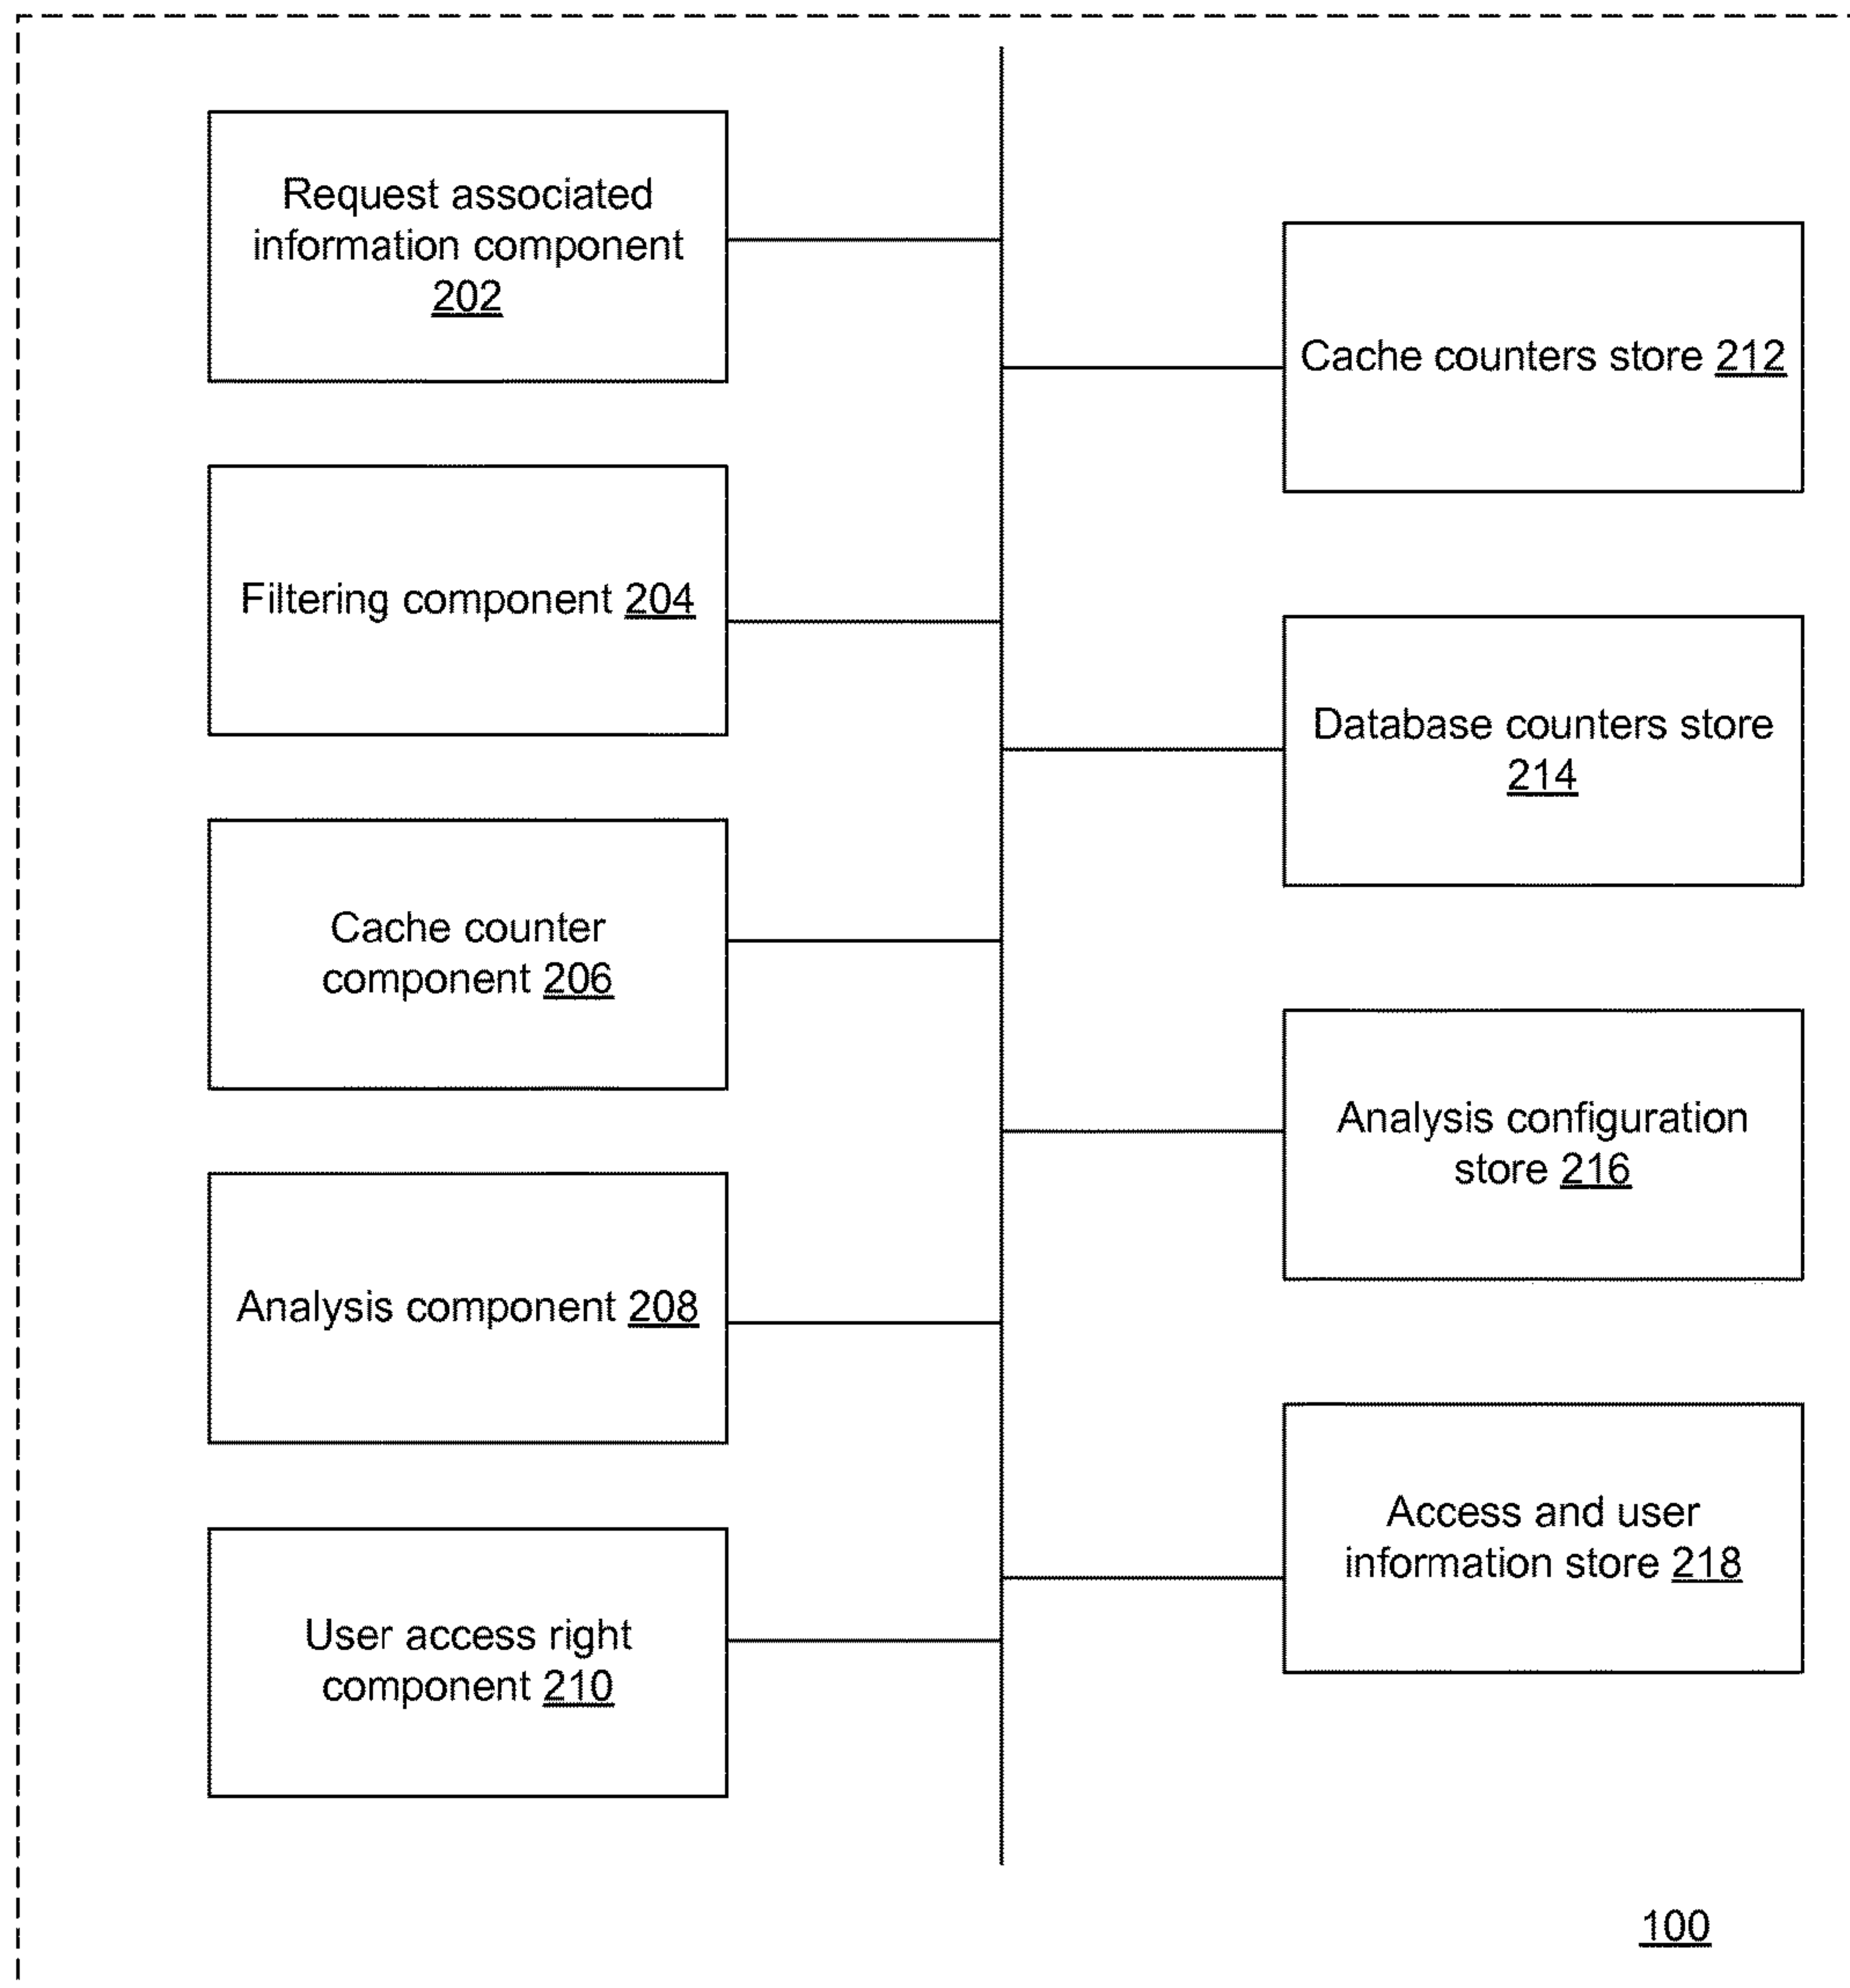 Request associated
information component
202
Filtering component 204
Cache counter
component 206
Analysis component 208
User access right
component 210
Cache counters store 212
Database counters store
214
Analysis configuration
store 216
Access and user
information store 218
100